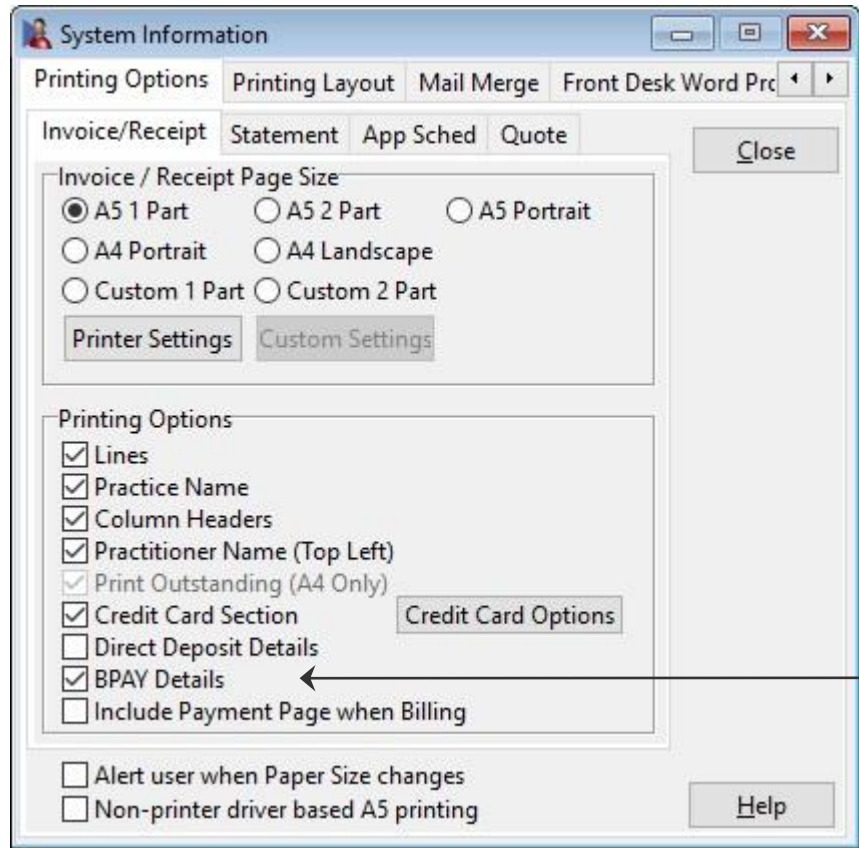 System Information
Printing Options Printing Layout Mail Merge Front Desk Word Prc
Invoice/Receipt Statement App Sched Quote
Close
Invoice / Receipt Page Size
A5 1 Part A5 2 Part A5 Portrait
A4 Portrait A4 Landscape
Custom 1 Part Custom 2 Part
Printer Settings Custom Settings
Printing Options
Lines
Practice Name
Column Headers
Practitioner Name (Top Left)
Print Outstanding (A4 Only)
Credit Card Section Credit Card Options
Direct Deposit Details
BPAY Details
Include Payment Page when Billing
Alert user when Paper Size changes
Non-printer driver based A5 printing
Help